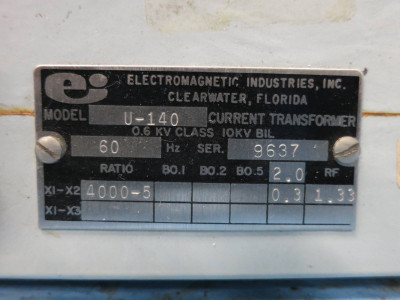 ei ELECTROMAGNETIC INDUSTRIES, INC.
CLEARWATER, FLORIDA
MODEL U-140 CURRENT TRANSFORMER
0.6 KV CLASS 10KV BIL
60 Hz SER. 9637
RATIO B0.1 B0.2 B0.5 2.0 RF
X1-X2 4000-5 0.3 1.33
X1-X3